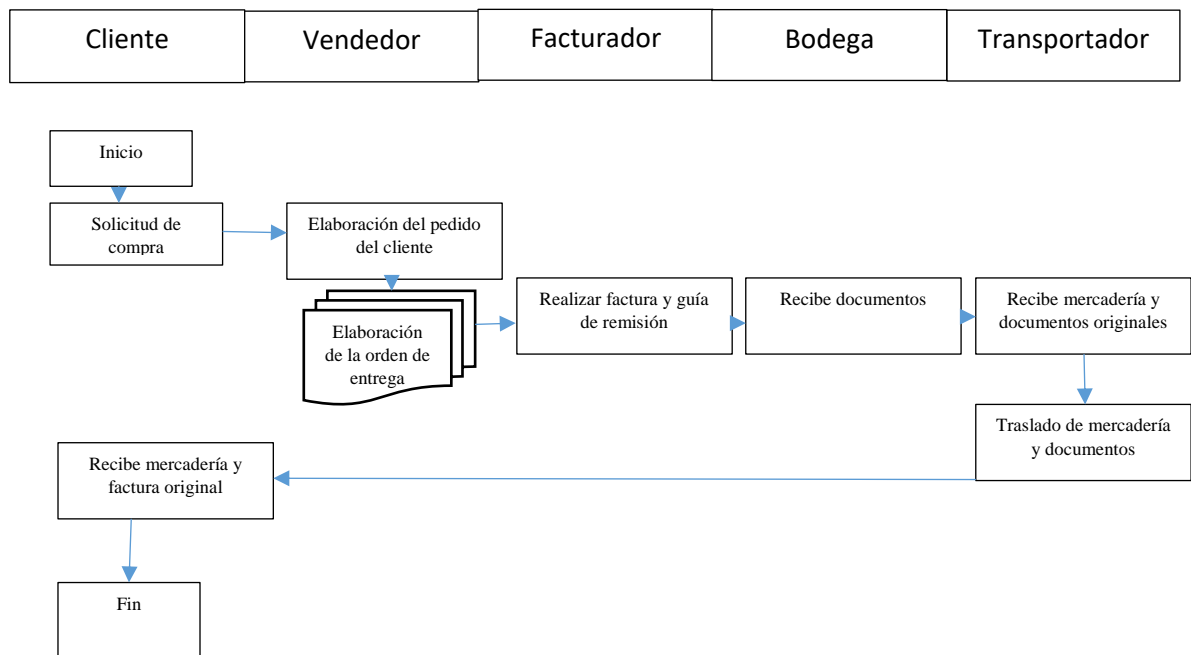 Cliente
Vendedor
Facturador
Bodega
Transportador
Inicio
Solicitud de
compra
Elaboración del pedido
del cliente
Elaboración
de la orden de
entrega
Realizar factura y guía
de remisión
Recibe documentos
Recibe mercadería y
documentos originales
Traslado de mercadería
y documentos
Recibe mercadería y
factura original
Fin